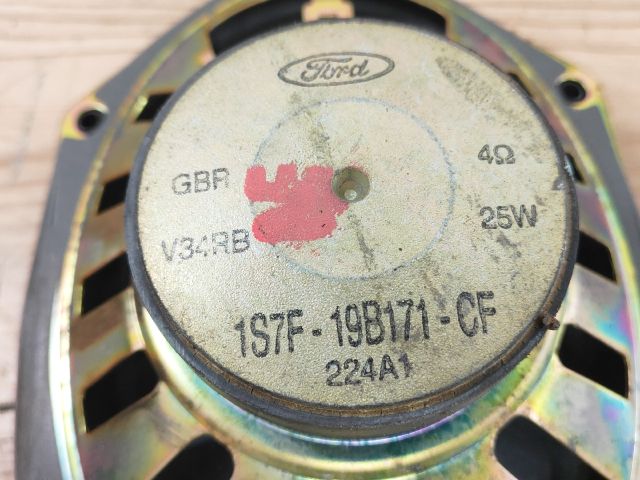 Ford
GBR
4Ω
V34RB
25W
1S7F - 19B171 - CF
224A1